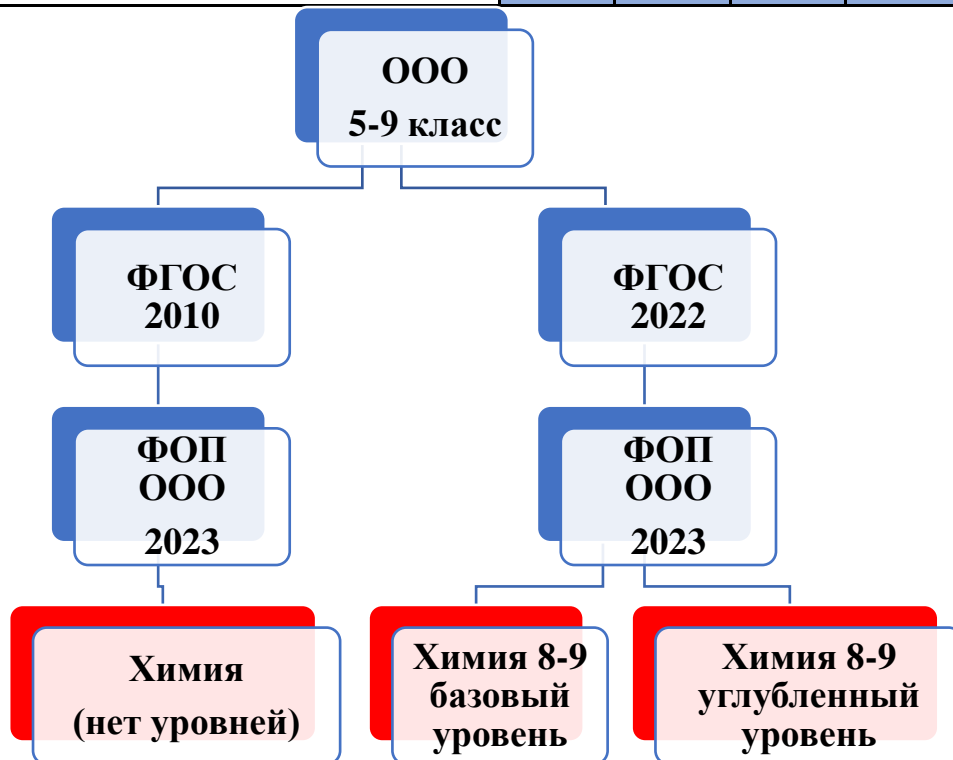 ООО
5-9 класс
ФГОС
2010
ФГОС
2022
ФОП
ООО
2023
ФОП
ООО
2023
Химия
(нет уровней)
Химия 8-9
базовый
уровень
Химия 8-9
углубленный
уровень